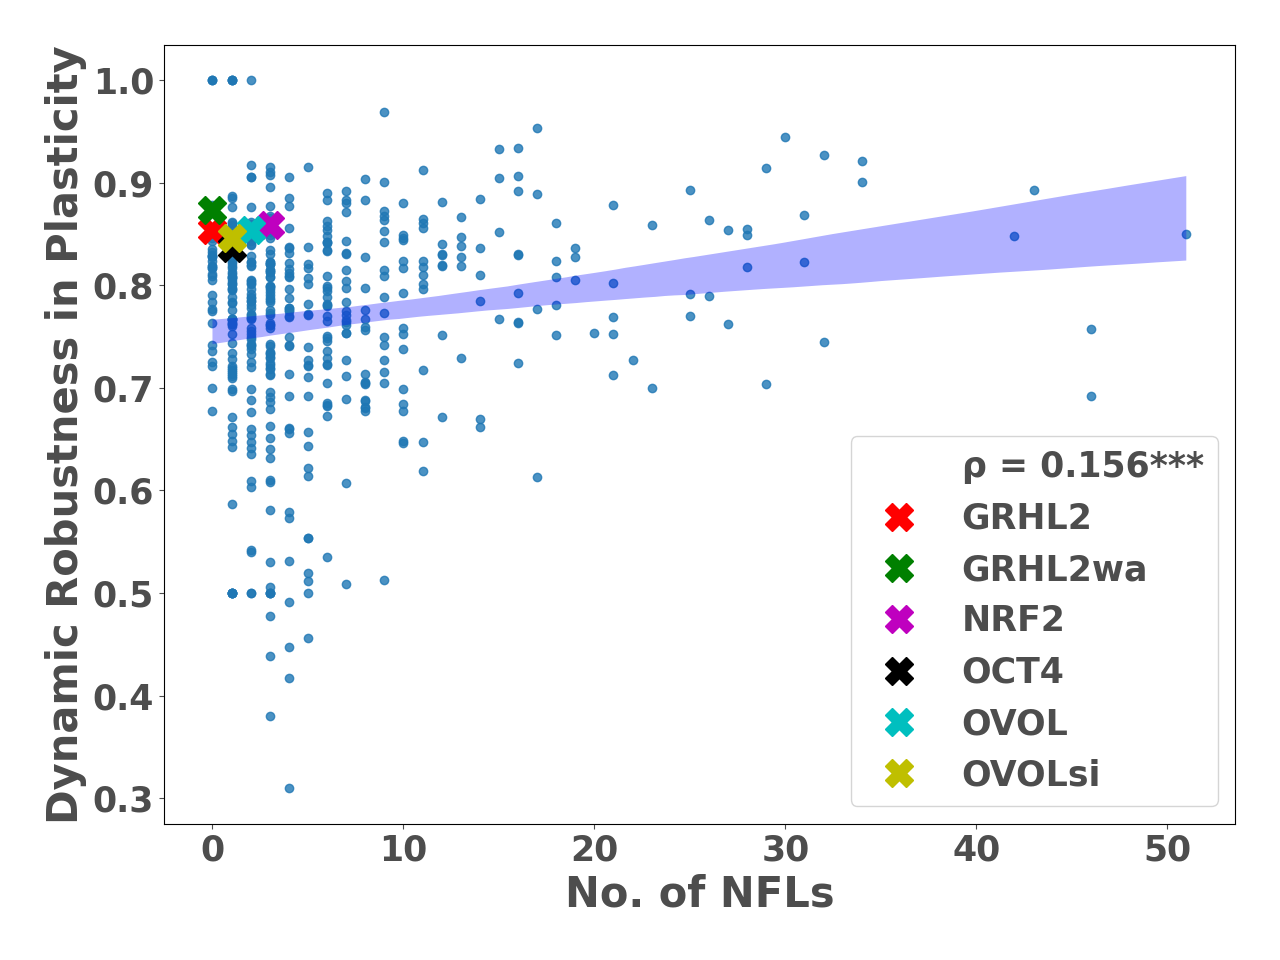 Dynamic Robustness in Plasticity
1.0
0.9
0.8
0.7
0.6
0.5
0.4
0.3
ρ = 0.156***
GRHL2
GRHL2wa
NRF2
OCT4
OVOL
OVOLsi
0 10 20 30 40 50
No. of NFLs